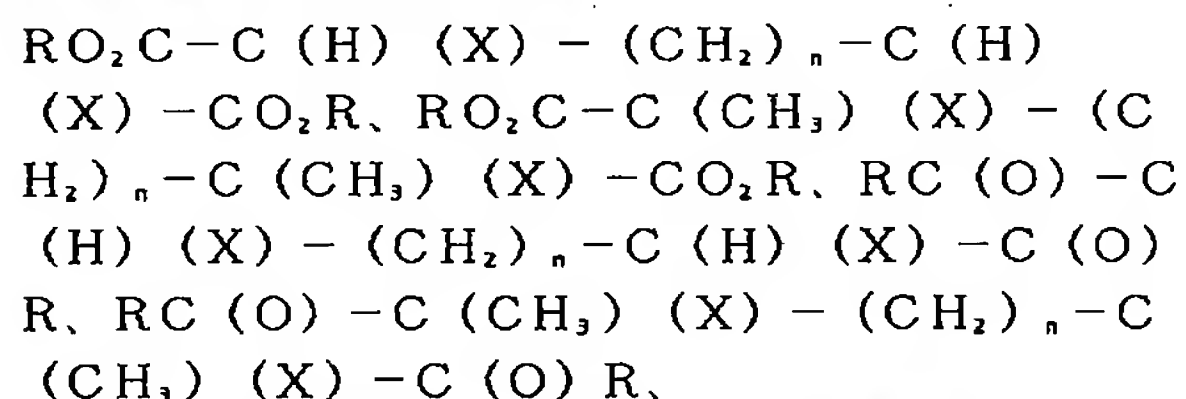 RO₂C－C (H) (X) － (CH₂)ₙ－C (H)
(X) －CO₂R、RO₂C－C (CH₃) (X) － (C
H₂)ₙ－C (CH₃) (X) －CO₂R、RC (O) －C
(H) (X) － (CH₂)ₙ－C (H) (X) －C (O)
R、RC (O) －C (CH₃) (X) － (CH₂)ₙ－C
(CH₃) (X) －C (O) R、